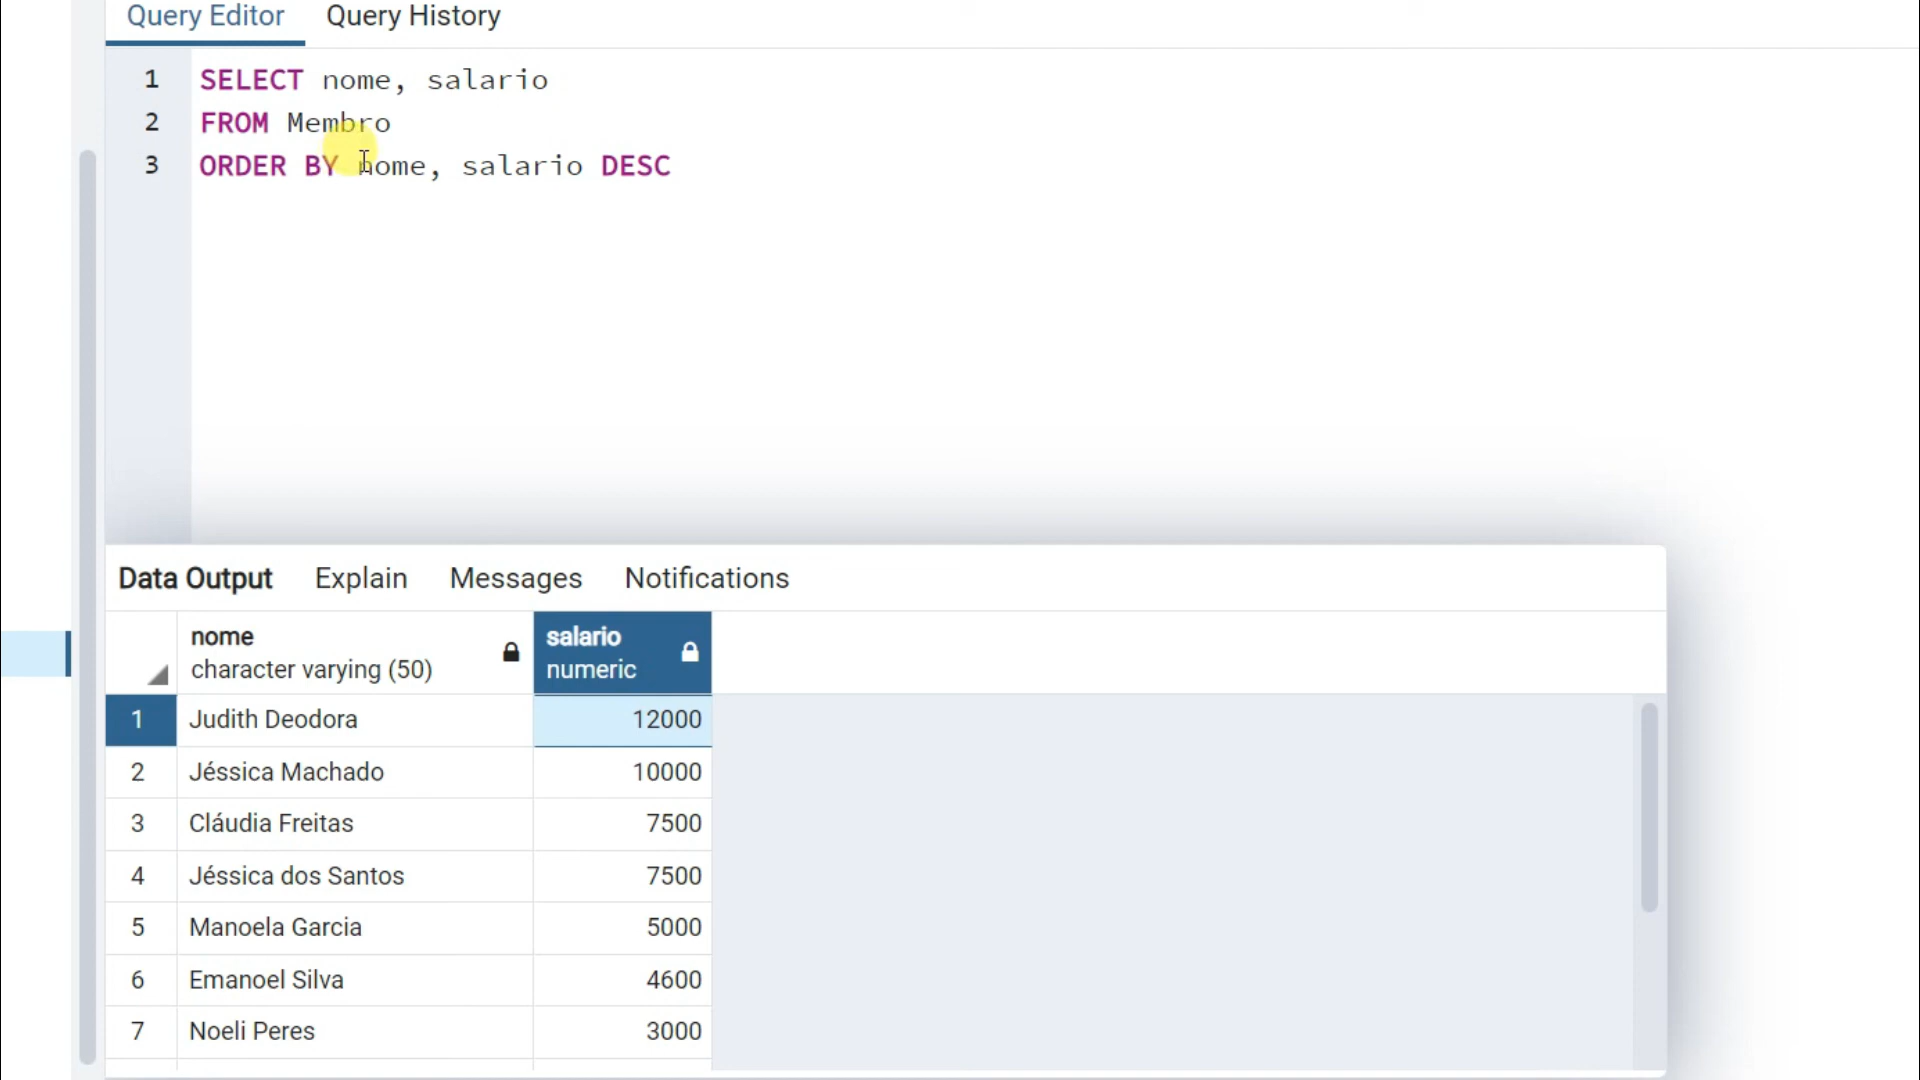 Query Editor Query History
1 SELECT nome, salario
2 FROM Membro
3 ORDER BY nome, salario DESC
Data Output Explain Messages Notifications
nome salario
character varying (50) numeric
1 Judith Deodora 12000
2 Jéssica Machado 10000
3 Cláudia Freitas 7500
4 Jéssica dos Santos 7500
5 Manoela Garcia 5000
6 Emanoel Silva 4600
7 Noeli Peres 3000